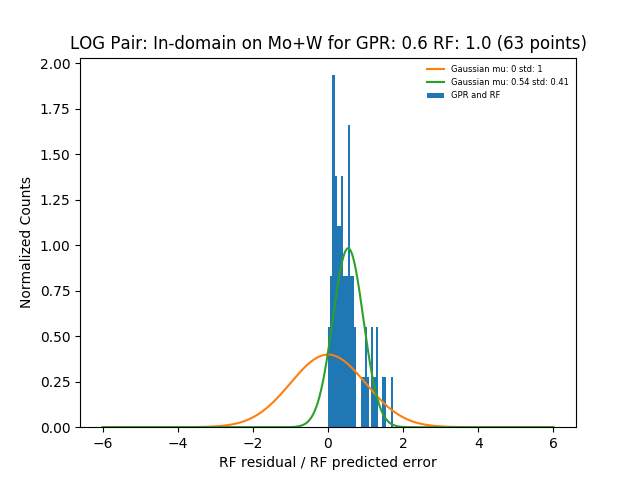 LOG Pair: In-domain on Mo+W for GPR: 0.6 RF: 1.0 (63 points)
Gaussian mu: 0 std: 1
Gaussian mu: 0.54 std: 0.41
GPR and RF
Normalized Counts
2.00
1.75
1.50
1.25
1.00
0.75
0.50
0.25
0.00
−6 −4 −2 0 2 4 6
RF residual / RF predicted error